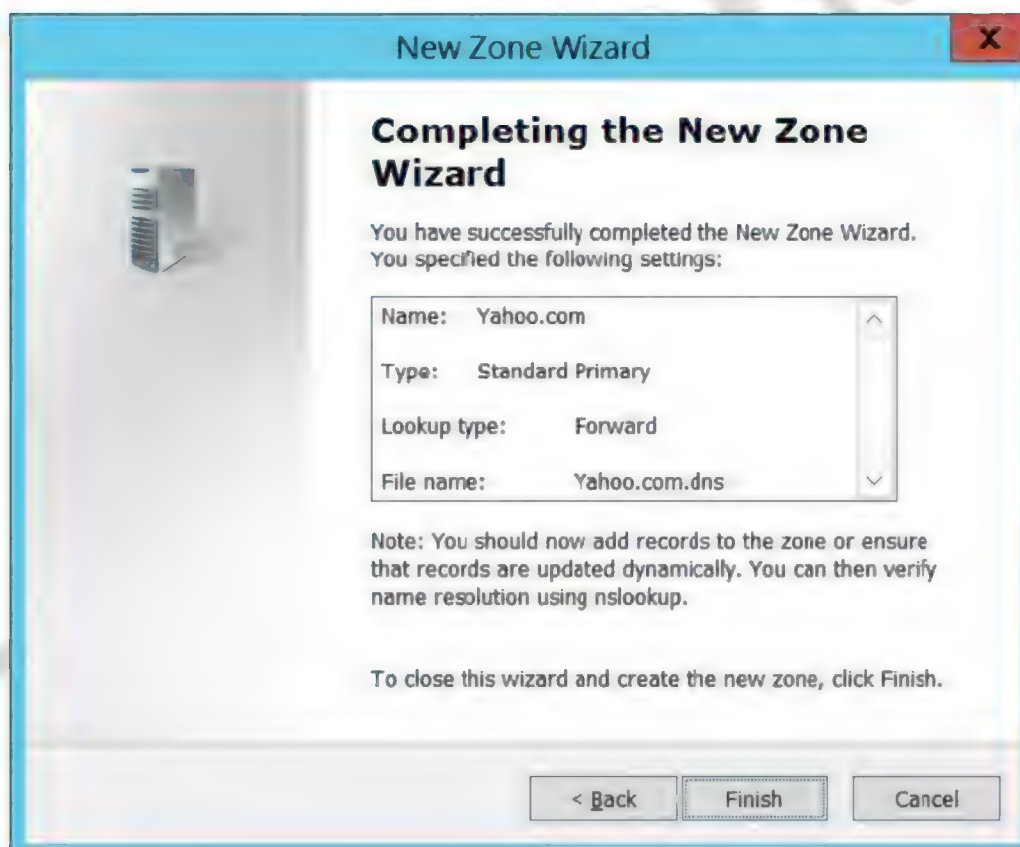 New Zone Wizard
X
Completing the New Zone
Wizard
You have successfully completed the New Zone Wizard.
You specified the following settings:
Name: Yahoo.com
Type: Standard Primary
Lookup type: Forward
File name: Yahoo.com.dns
Note: You should now add records to the zone or ensure
that records are updated dynamically. You can then verify
name resolution using nslookup.
To close this wizard and create the new zone, click Finish.
< Back Finish Cancel